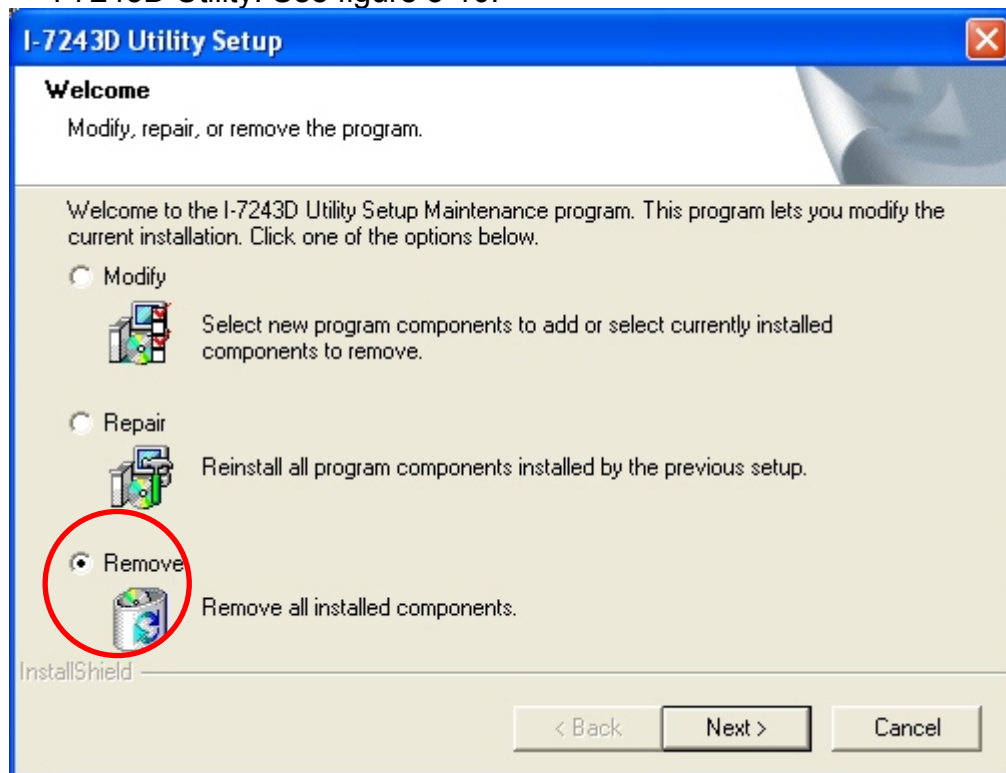 I-7243D Utility Setup
Welcome
Modify, repair, or remove the program.
Welcome to the I-7243D Utility Setup Maintenance program. This program lets you modify the
current installation. Click one of the options below.
Modify
Select new program components to add or select currently installed
components to remove.
Repair
Reinstall all program components installed by the previous setup.
Remove
Remove all installed components.
InstallShield
< Back
Next >
Cancel